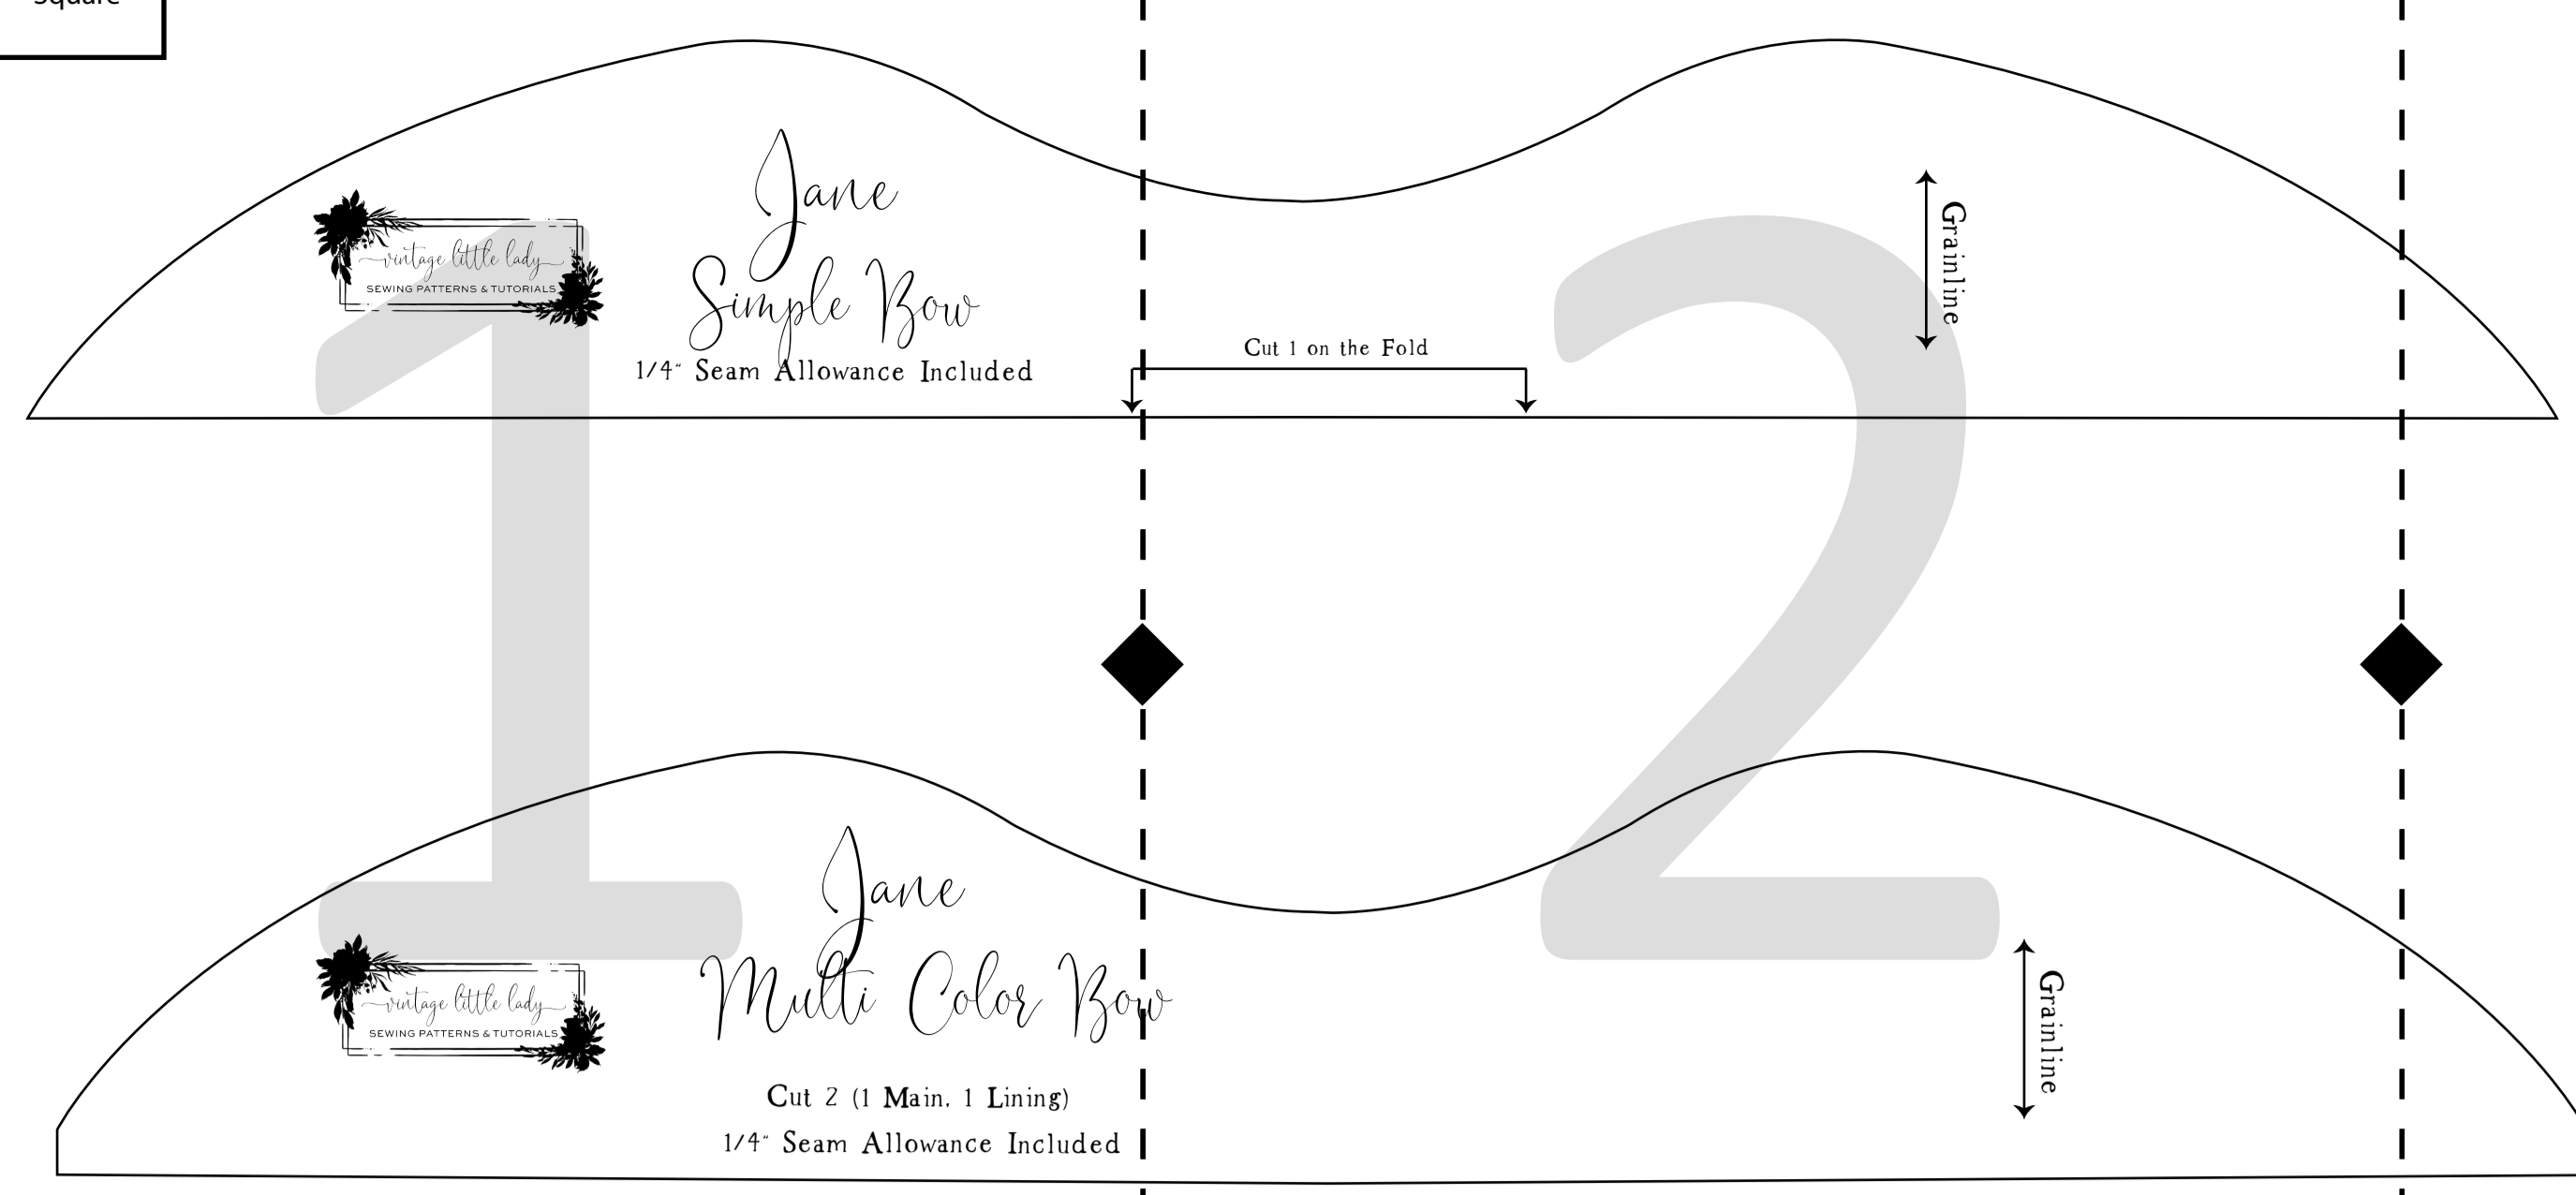 Square
Jane
Simple Bow
vintage little lady
SEWING PATTERNS & TUTORIALS
1/4" Seam Allowance Included
Cut 1 on the Fold
Grainline
1
2
Jane
Multi Color Bow
vintage little lady
SEWING PATTERNS & TUTORIALS
Cut 2 (1 Main, 1 Lining)
1/4" Seam Allowance Included
Grainline